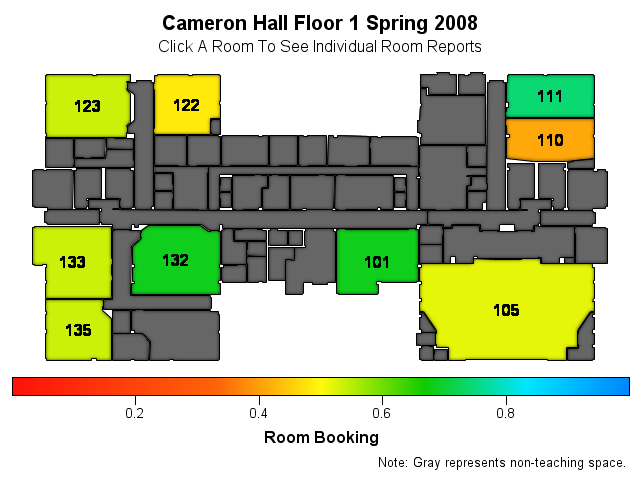 Cameron Hall Floor 1 Spring 2008
Click A Room To See Individual Room Reports
123
122
111
110
133
132
101
105
135
0.2 0.4 0.6 0.8
Room Booking
Note: Gray represents non-teaching space.